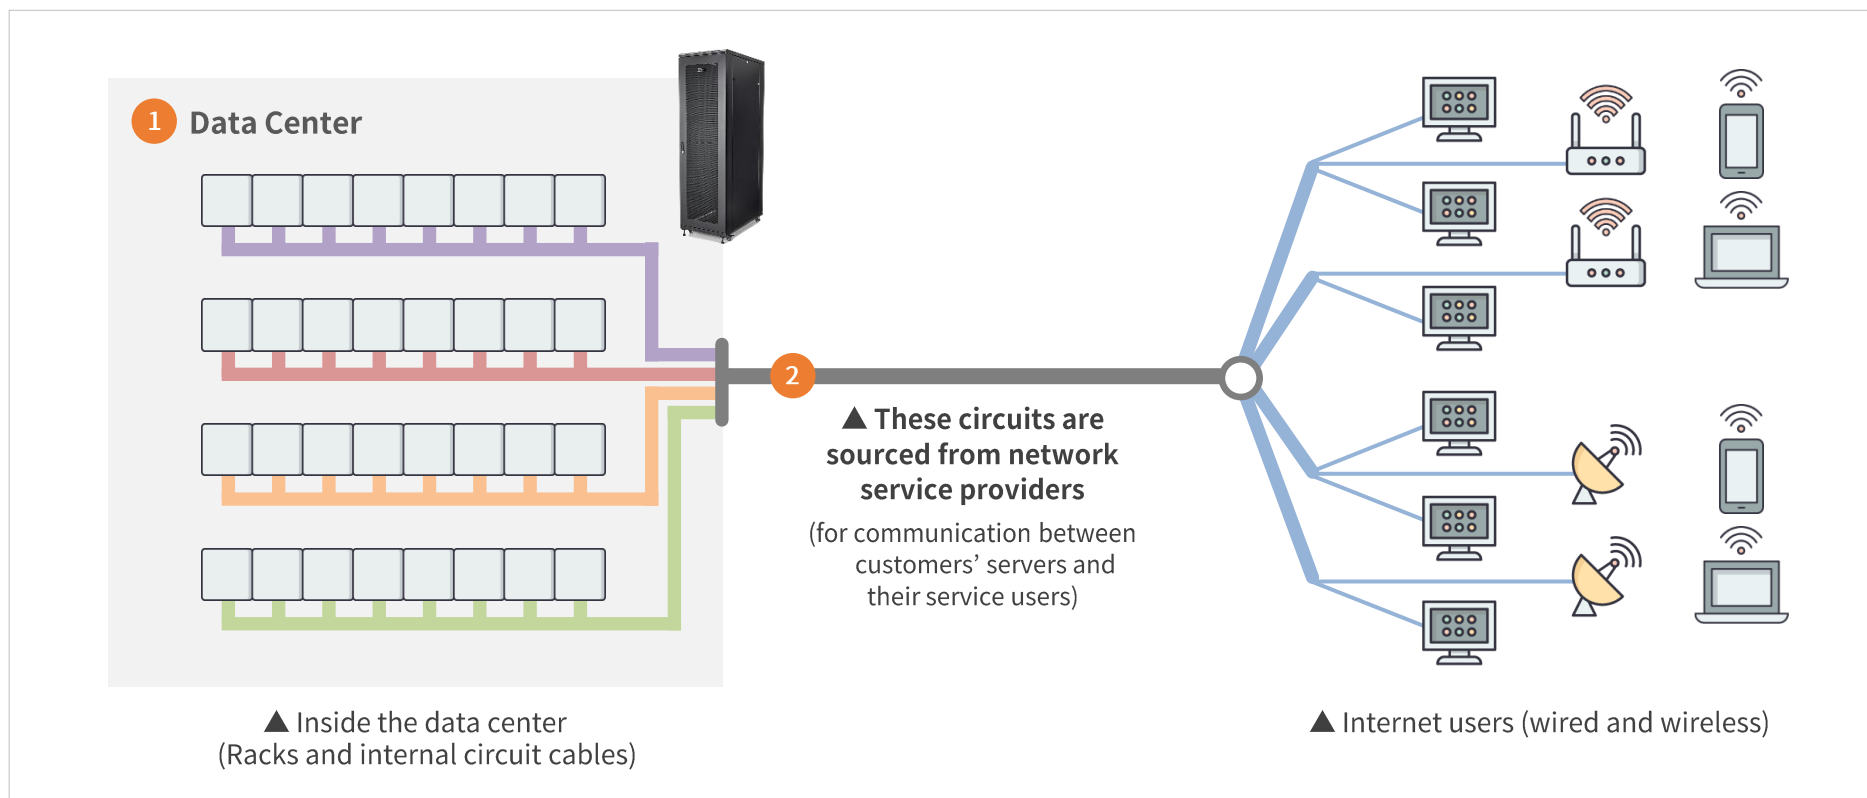 1 Data Center
2
▲ These circuits are
sourced from network
service providers
(for communication between
customers’ servers and
their service users)
▲ Inside the data center
(Racks and internal circuit cables)
▲ Internet users (wired and wireless)